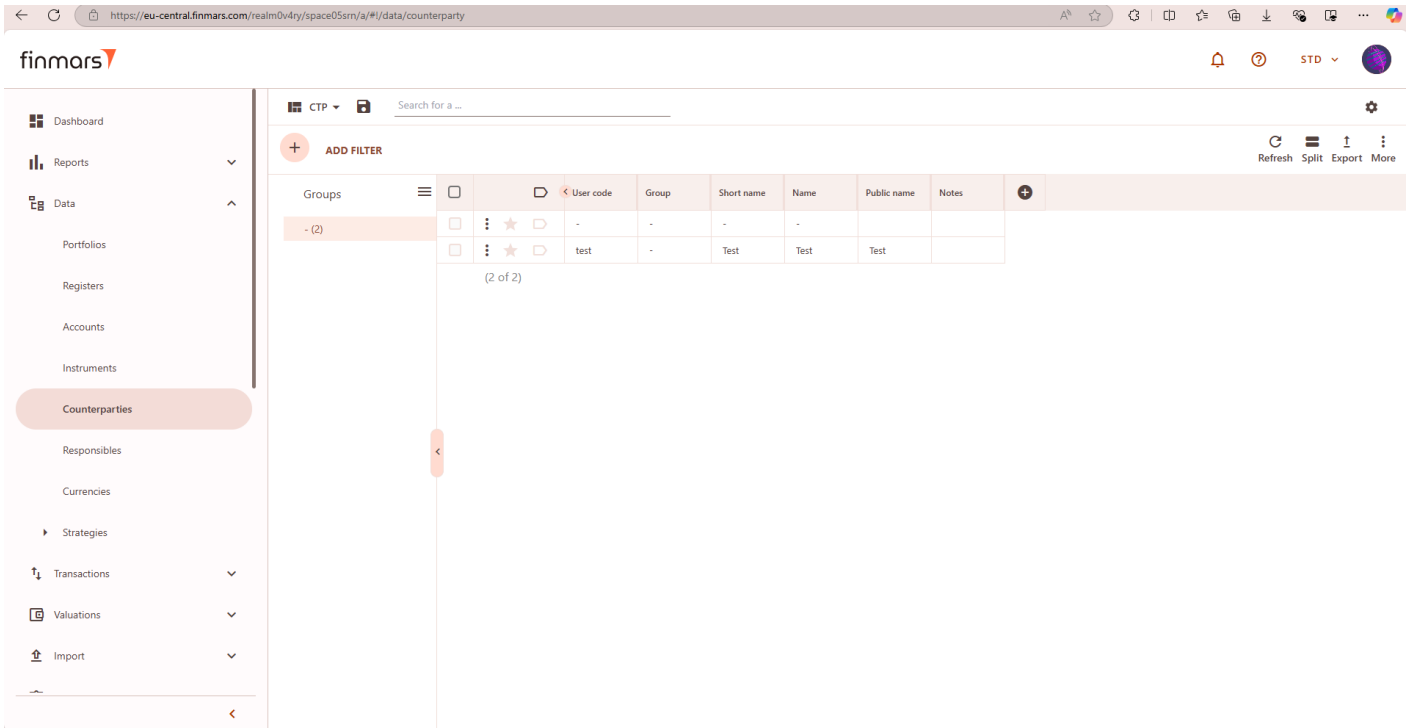 https://eu-central.finmars.com/realm0v4ry/space05srn/a/#!/data/counterparty
finmars
STD
Dashboard
Reports
Data
Portfolios
Registers
Accounts
Instruments
Counterparties
Responsibles
Currencies
Strategies
Transactions
Valuations
Import
CTP
Search for a ...
ADD FILTER
Refresh Split Export More
Groups
- (2)
User code Group Short name Name Public name Notes
- - - -
test - Test Test Test
(2 of 2)